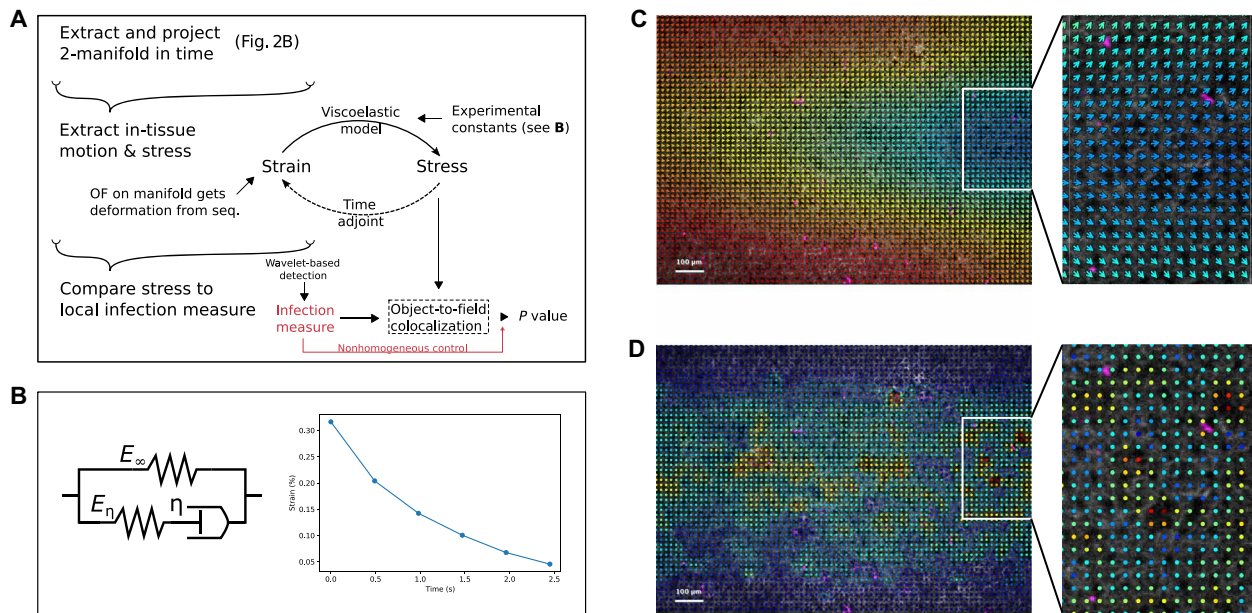 A
Extract and project
2-manifold in time
(Fig. 2B)
Extract in-tissue
motion & stress
Viscoelastic
model
Experimental
constants (see B)
Strain
Stress
OF on manifold gets
deformation from seq.
Time
adjoint
Compare stress to
local infection measure
Wavelet-based
detection
Infection
measure
Object-to-field
colocalization
P value
Nonhomogeneous control
B
E∞
Eη
η
Strain (%)
0.30
0.25
0.20
0.15
0.10
0.05
0.0 0.5 1.0 1.5 2.0 2.5
Time (s)
C
100 µm
D
100 µm